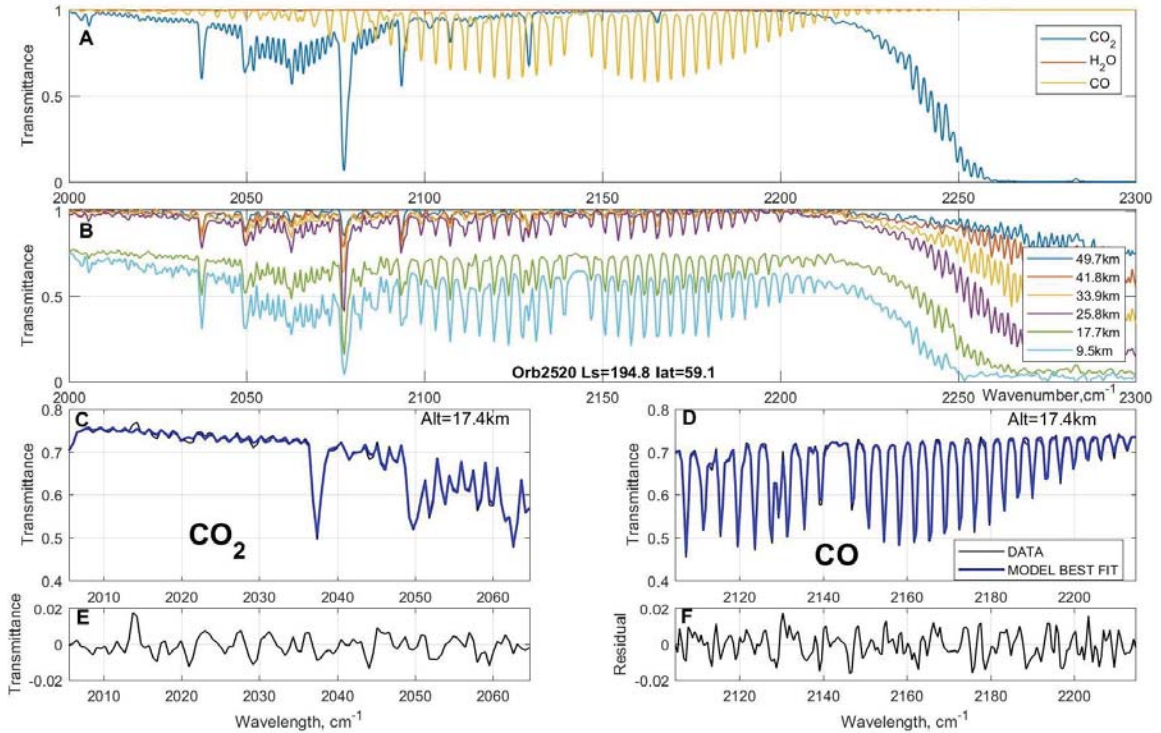 A
Transmittance
1
0.5
0
CO2
H2O
CO
2000 2050 2100 2150 2200 2250 2300
B
Transmittance
1
0.5
0
49.7km
41.8km
33.9km
25.8km
17.7km
9.5km
Orb2520 Ls=194.8 lat=59.1
2000 2050 2100 2150 2200 2250 Wavenumber,cm-1 2300
C
Alt=17.4km
Transmittance
0.8
0.7
0.6
0.5
0.4
CO2
2010 2020 2030 2040 2050 2060
D
Alt=17.4km
Transmittance
0.8
0.7
0.6
0.5
0.4
CO
DATA
MODEL BEST FIT
2120 2140 2160 2180 2200
E
Transmittance
0.02
0
-0.02
2010 2020 2030 2040 2050 2060
Wavelength, cm-1
F
Residual
0.02
0
-0.02
2120 2140 2160 2180 2200
Wavelength, cm-1